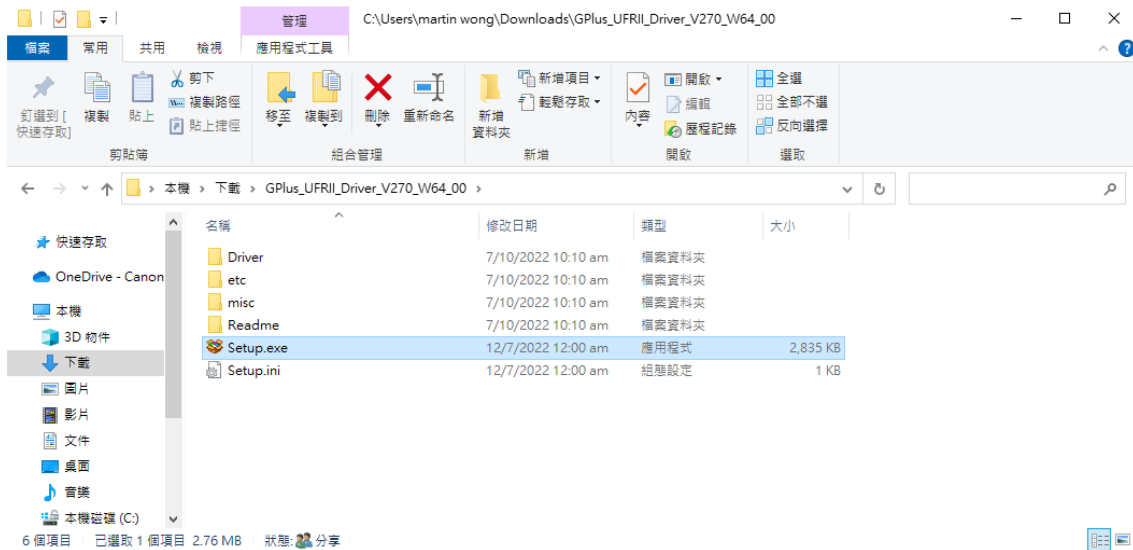 管理
C:\Users\martin wong\Downloads\GPlus_UFRII_Driver_V270_W64_00
檔案 常用 共用 檢視 應用程式工具
釘選到 [快速存取]
複製
貼上
剪下
複製路徑
貼上捷徑
剪貼簿
移至 複製到 刪除 重新命名
組合管理
新增資料夾
新增項目
輕鬆存取
新增
內容
開啟
編輯
歷程記錄
開啟
全選
全部不選
反向選擇
選取
本機 › 下載 › GPlus_UFRII_Driver_V270_W64_00 ›
快速存取
OneDrive - Canon
本機
3D 物件
下載
圖片
影片
文件
桌面
音樂
本機磁碟 (C:)
名稱 修改日期 類型 大小
Driver 7/10/2022 10:10 am 檔案資料夾
etc 7/10/2022 10:10 am 檔案資料夾
misc 7/10/2022 10:10 am 檔案資料夾
Readme 7/10/2022 10:10 am 檔案資料夾
Setup.exe 12/7/2022 12:00 am 應用程式 2,835 KB
Setup.ini 12/7/2022 12:00 am 組態設定 1 KB
6 個項目 已選取 1 個項目 2.76 MB 狀態: 分享